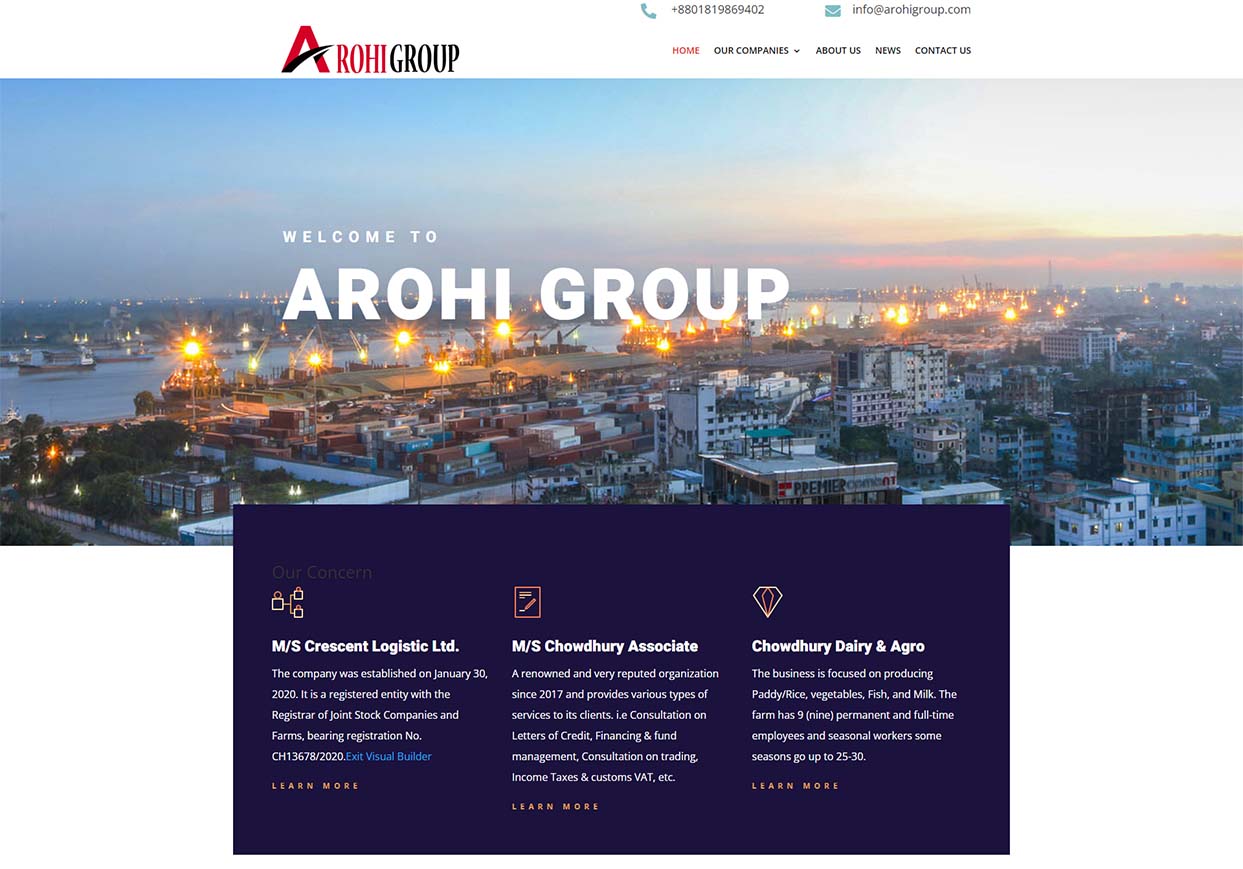 +8801819869402
info@arohigroup.com
AROHI GROUP
HOME
OUR COMPANIES
ABOUT US
NEWS
CONTACT US
WELCOME TO
AROHI GROUP
PREMIER
Our Concern
M/S Crescent Logistic Ltd.
The company was established on January 30,
2020. It is a registered entity with the
Registrar of Joint Stock Companies and
Farms, bearing registration No.
CH13678/2020.Exit Visual Builder
LEARN MORE
M/S Chowdhury Associate
A renowned and very reputed organization
since 2017 and provides various types of
services to its clients. i.e Consultation on
Letters of Credit, Financing & fund
management, Consultation on trading,
Income Taxes & customs VAT, etc.
LEARN MORE
Chowdhury Dairy & Agro
The business is focused on producing
Paddy/Rice, vegetables, Fish, and Milk. The
farm has 9 (nine) permanent and full-time
employees and seasonal workers some
seasons go up to 25-30.
LEARN MORE